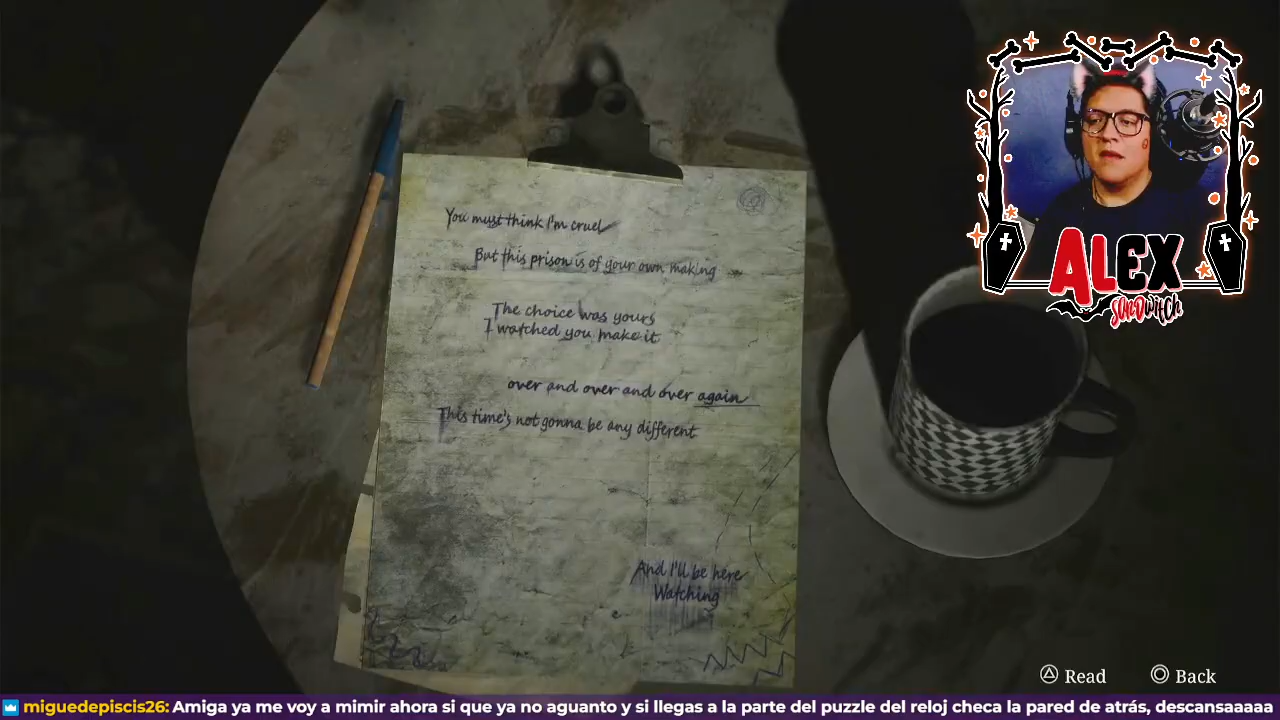 You must think I'm cruel
But this prison is of your own making
The choice was yours
I watched you make it
over and over and over again
This time's not gonna be any different
And I'll be here
Watching
ALEX
SANDWITCH
Read
Back
miguedepiscis26: Amiga ya me voy a mimir ahora si que ya no aguanto y si llegas a la parte del puzzle del reloj checa la pared de atrás, descansaaaaa